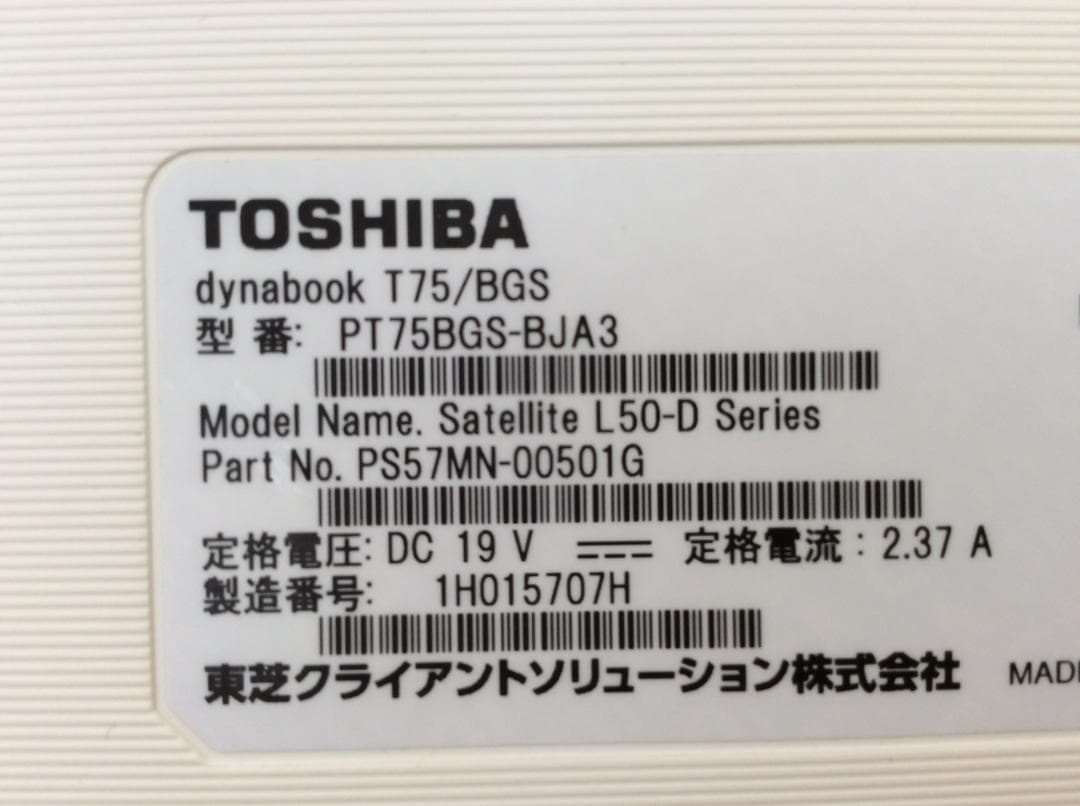 TOSHIBA
dynabook T75/BGS
型 番: PT75BGS-BJA3
Model Name. Satellite L50-D Series
Part No. PS57MN-00501G
定格電圧: DC 19 V 定格電流: 2.37 A
製造番号: 1H015707H
東芝クライアントソリューション株式会社 MADE